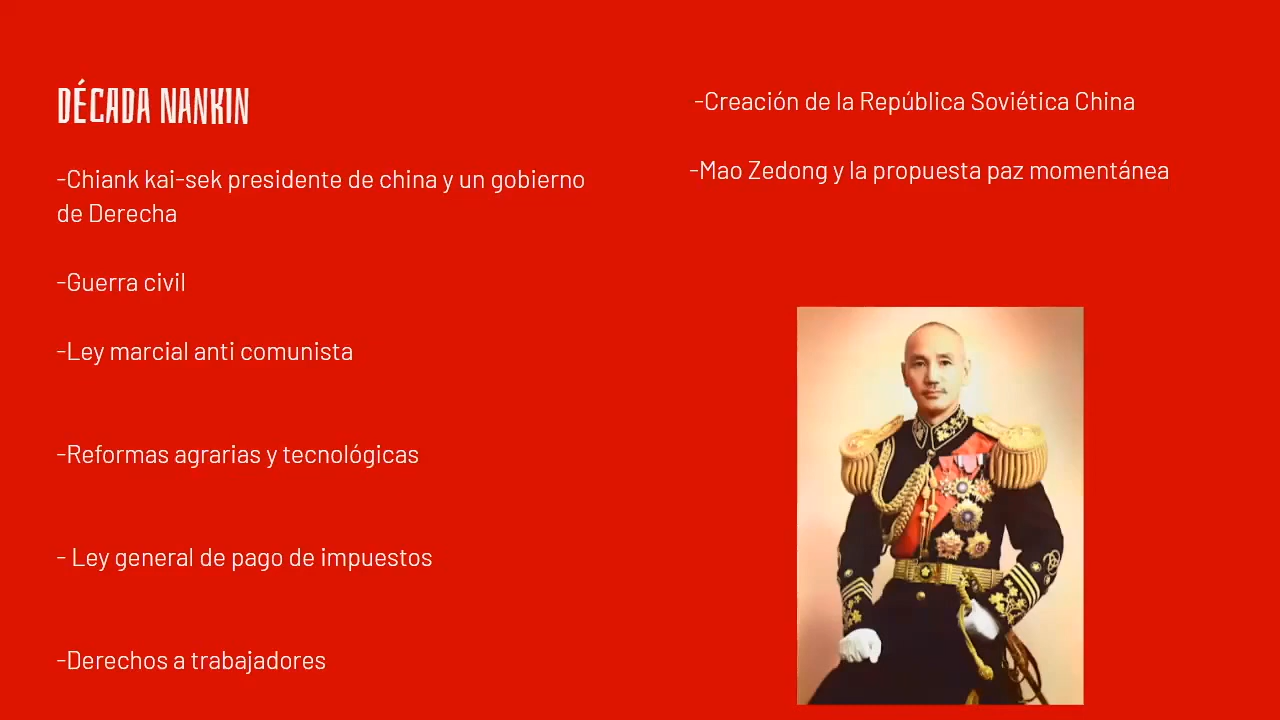 DÉCADA NANKIN
-Chiank kai-sek presidente de china y un gobierno
de Derecha
-Guerra civil
-Ley marcial anti comunista
-Reformas agrarias y tecnológicas
- Ley general de pago de impuestos
-Derechos a trabajadores
-Creación de la República Soviética China
-Mao Zedong y la propuesta paz momentánea